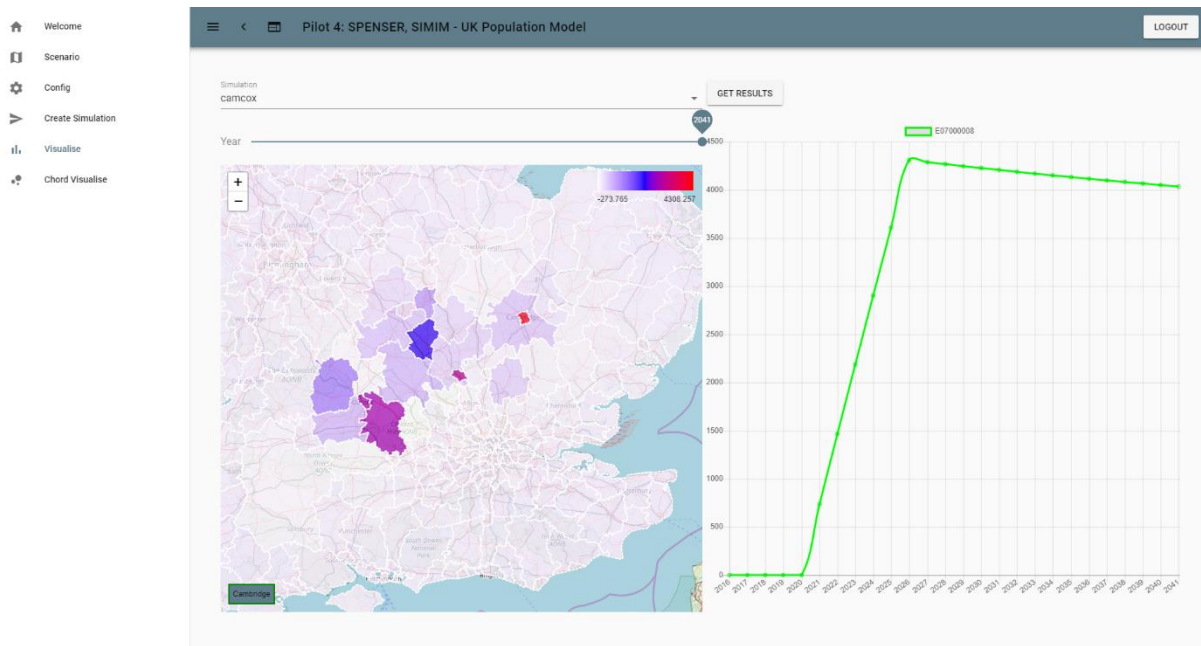 Welcome
Scenario
Config
Create Simulation
Visualise
Chord Visualise
Pilot 4: SPENSER, SIMIM - UK Population Model
LOGOUT
Simulation
camcox
GET RESULTS
Year
2041
+
−
-273.765 4308.257
Cambridge
E07000008
4500
4000
3500
3000
2500
2000
1500
1000
500
0
2016 2017 2018 2019 2020 2021 2022 2023 2024 2025 2026 2027 2028 2029 2030 2031 2032 2033 2034 2035 2036 2037 2038 2039 2040 2041